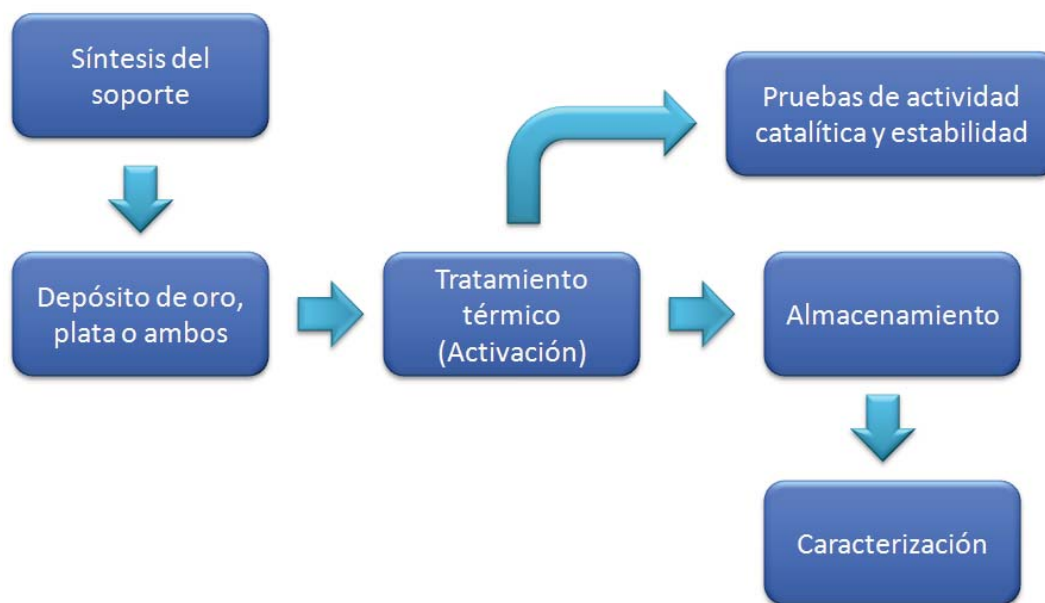 Síntesis del
soporte
Pruebas de actividad
catalítica y estabilidad
Depósito de oro,
plata o ambos
Tratamiento
térmico
(Activación)
Almacenamiento
Caracterización